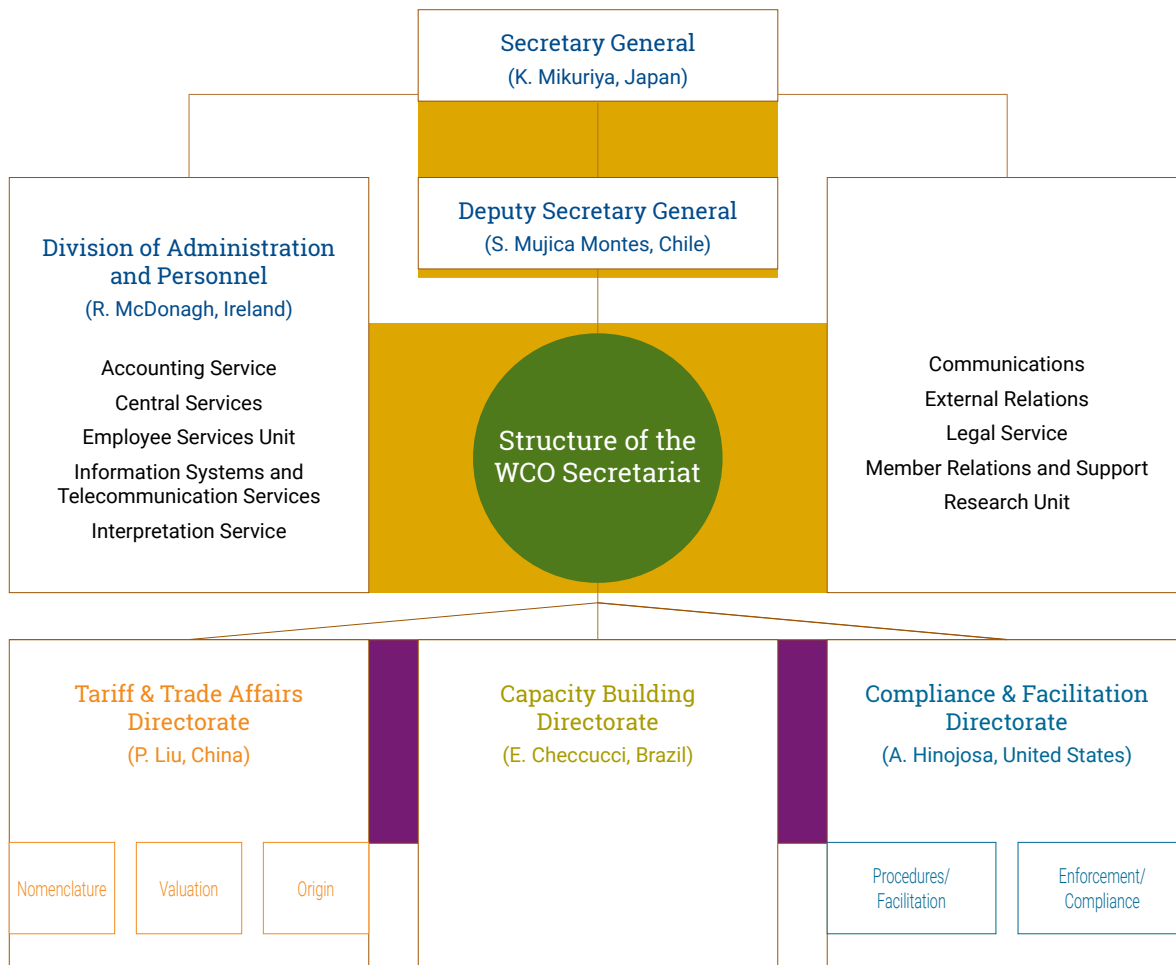 Secretary General
(K. Mikuriya, Japan)
Deputy Secretary General
(S. Mujica Montes, Chile)
Division of Administration
and Personnel
(R. McDonagh, Ireland)
Accounting Service
Central Services
Employee Services Unit
Information Systems and
Telecommunication Services
Interpretation Service
Structure of the
WCO Secretariat
Communications
External Relations
Legal Service
Member Relations and Support
Research Unit
Tariff & Trade Affairs
Directorate
(P. Liu, China)
Nomenclature
Valuation
Origin
Capacity Building
Directorate
(E. Checcucci, Brazil)
Compliance & Facilitation
Directorate
(A. Hinojosa, United States)
Procedures/
Facilitation
Enforcement/
Compliance